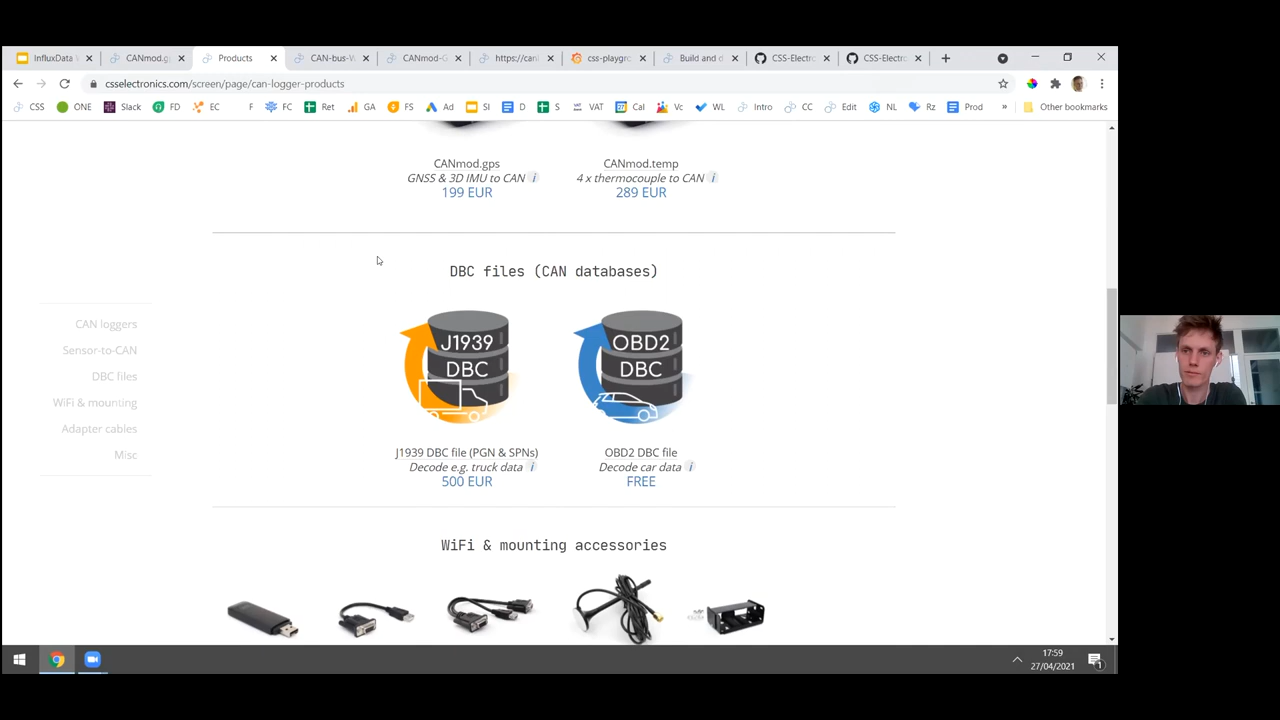 InfluxData W
CANmod.gp
Products
CAN-bus-W
CANmod-G
https://canl
css-playgro
Build and d
CSS-Electro
CSS-Electro
csselectronics.com/screen/page/can-logger-products
CSS
ONE
Slack
FD
EC
F
FC
Ret
GA
FS
Ad
SI
D
S
VAT
Cal
Vc
WL
Intro
CC
Edit
NL
Rz
Prod
»
Other bookmarks
CANmod.gps
GNSS & 3D IMU to CAN i
199 EUR
CANmod.temp
4 x thermocouple to CAN i
289 EUR
DBC files (CAN databases)
CAN loggers
Sensor-to-CAN
DBC files
WiFi & mounting
Adapter cables
Misc
J1939
DBC
OBD2
DBC
J1939 DBC file (PGN & SPNs)
Decode e.g. truck data i
500 EUR
OBD2 DBC file
Decode car data i
FREE
WiFi & mounting accessories
17:59
27/04/2021
1